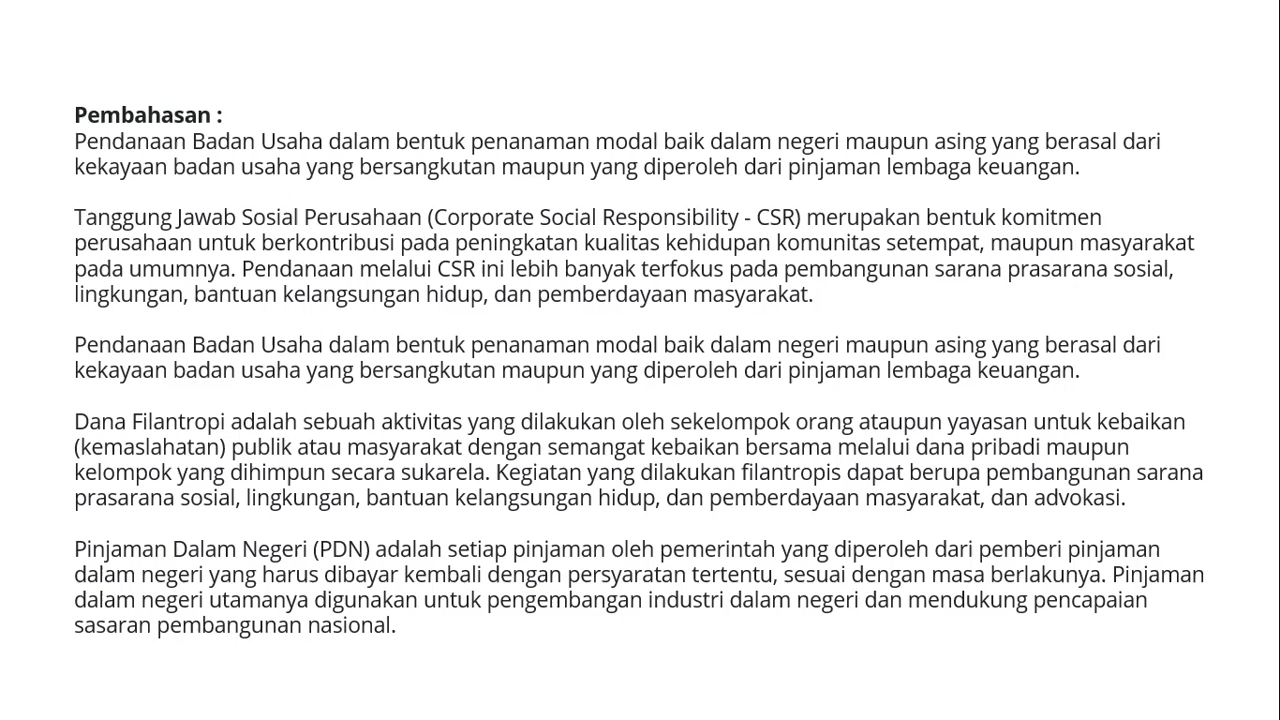 Pembahasan :
Pendanaan Badan Usaha dalam bentuk penanaman modal baik dalam negeri maupun asing yang berasal dari
kekayaan badan usaha yang bersangkutan maupun yang diperoleh dari pinjaman lembaga keuangan.
Tanggung Jawab Sosial Perusahaan (Corporate Social Responsibility - CSR) merupakan bentuk komitmen
perusahaan untuk berkontribusi pada peningkatan kualitas kehidupan komunitas setempat, maupun masyarakat
pada umumnya. Pendanaan melalui CSR ini lebih banyak terfokus pada pembangunan sarana prasarana sosial,
lingkungan, bantuan kelangsungan hidup, dan pemberdayaan masyarakat.
Pendanaan Badan Usaha dalam bentuk penanaman modal baik dalam negeri maupun asing yang berasal dari
kekayaan badan usaha yang bersangkutan maupun yang diperoleh dari pinjaman lembaga keuangan.
Dana Filantropi adalah sebuah aktivitas yang dilakukan oleh sekelompok orang ataupun yayasan untuk kebaikan
(kemaslahatan) publik atau masyarakat dengan semangat kebaikan bersama melalui dana pribadi maupun
kelompok yang dihimpun secara sukarela. Kegiatan yang dilakukan filantropis dapat berupa pembangunan sarana
prasarana sosial, lingkungan, bantuan kelangsungan hidup, dan pemberdayaan masyarakat, dan advokasi.
Pinjaman Dalam Negeri (PDN) adalah setiap pinjaman oleh pemerintah yang diperoleh dari pemberi pinjaman
dalam negeri yang harus dibayar kembali dengan persyaratan tertentu, sesuai dengan masa berlakunya. Pinjaman
dalam negeri utamanya digunakan untuk pengembangan industri dalam negeri dan mendukung pencapaian
sasaran pembangunan nasional.